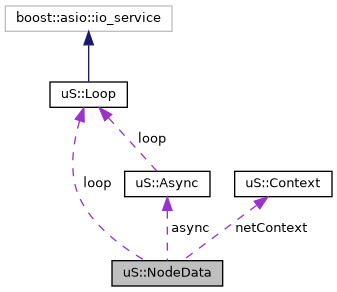 boost::asio::io_service
uS::Loop
loop
loop
uS::Async
uS::Context
async
netContext
uS::NodeData